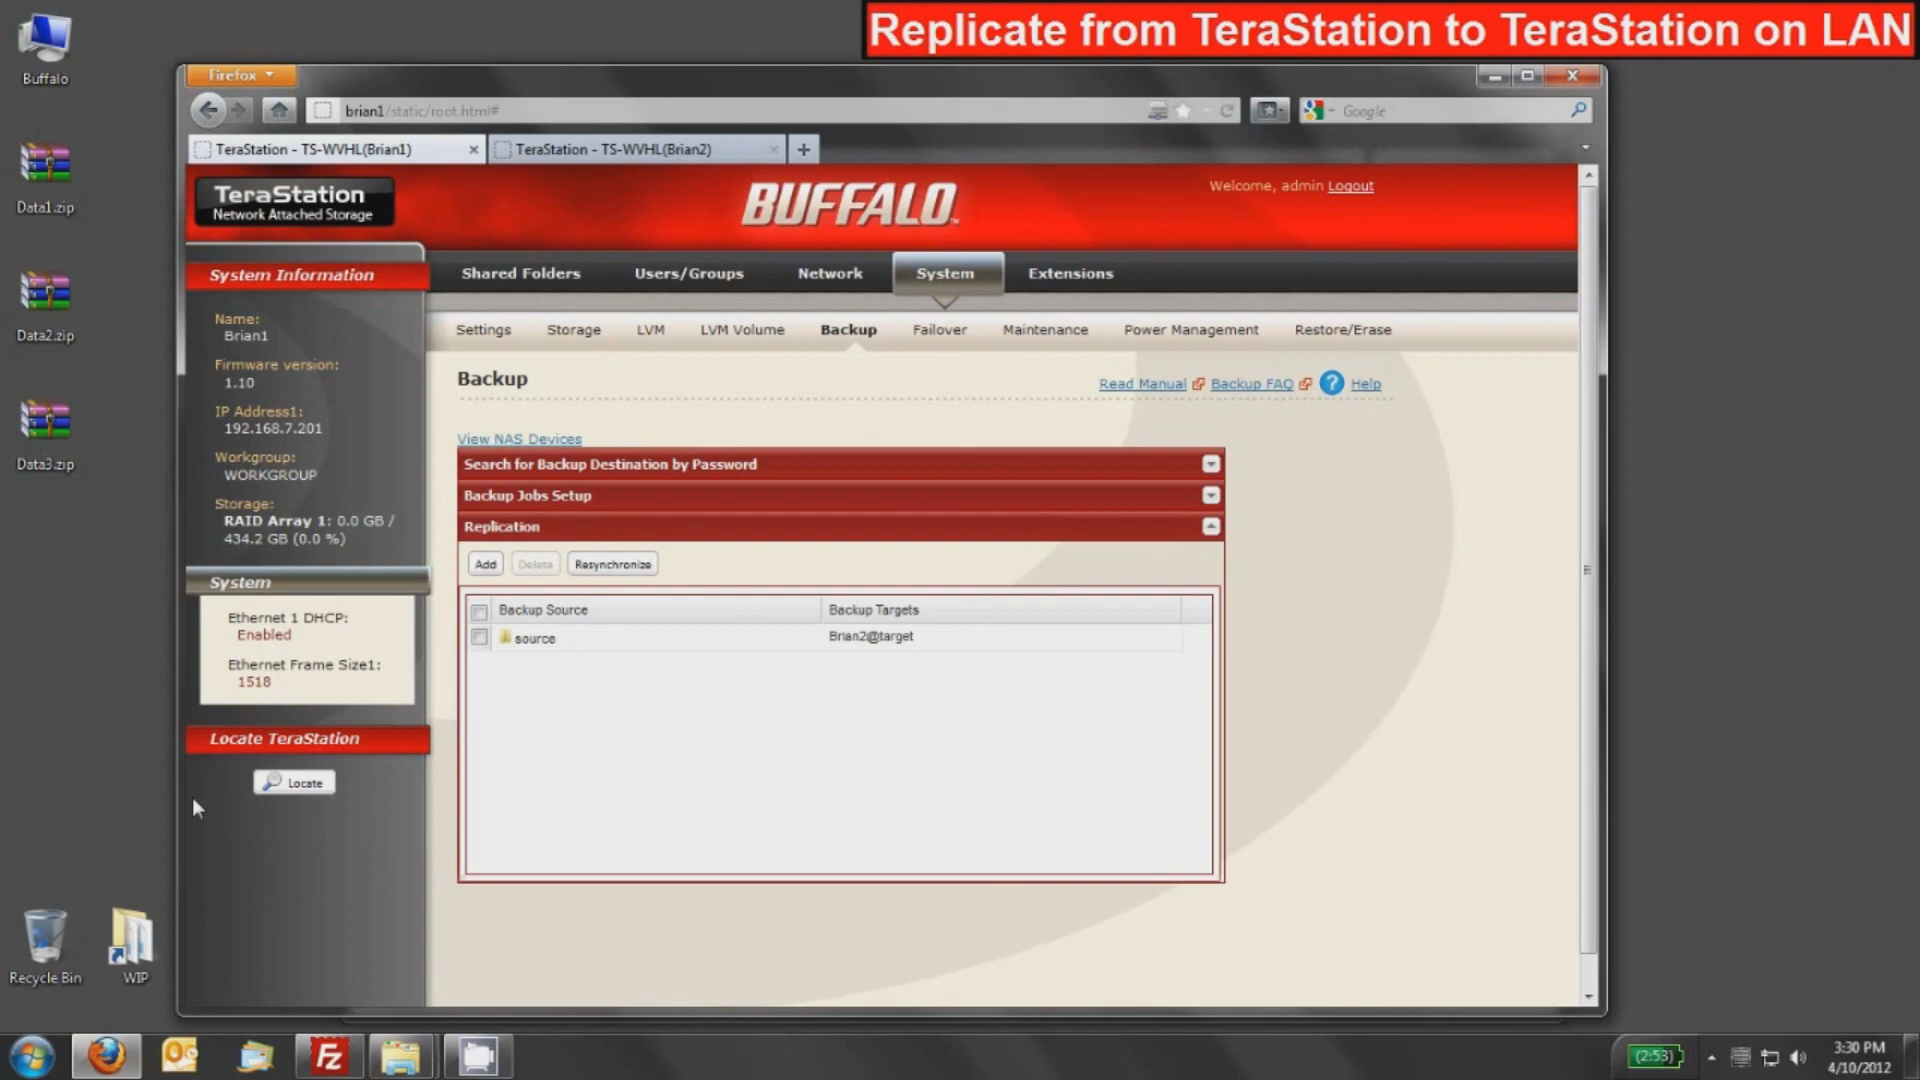 Replicate from TeraStation to TeraStation on LAN
Buffalo
Data1.zip
Data2.zip
Data3.zip
Recycle Bin
WIP
Firefox
brian1/static/root.html#
Google
TeraStation - TS-WVHL(Brian1)
TeraStation - TS-WVHL(Brian2)
TeraStation
Network Attached Storage
BUFFALO™
Welcome, admin Logout
Shared Folders Users/Groups Network System Extensions
Settings Storage LVM LVM Volume Backup Failover Maintenance Power Management Restore/Erase
System Information
Name:
Brian1
Firmware version:
1.10
IP Address1:
192.168.7.201
Workgroup:
WORKGROUP
Storage:
RAID Array 1: 0.0 GB /
434.2 GB (0.0 %)
System
Ethernet 1 DHCP:
Enabled
Ethernet Frame Size1:
1518
Locate TeraStation
Locate
Backup
Read Manual Backup FAQ ? Help
View NAS Devices
Search for Backup Destination by Password
Backup Jobs Setup
Replication
Add Delete Resynchronize
Backup Source Backup Targets
source Brian2@target
Fz
(2:53)
3:30 PM
4/10/2012